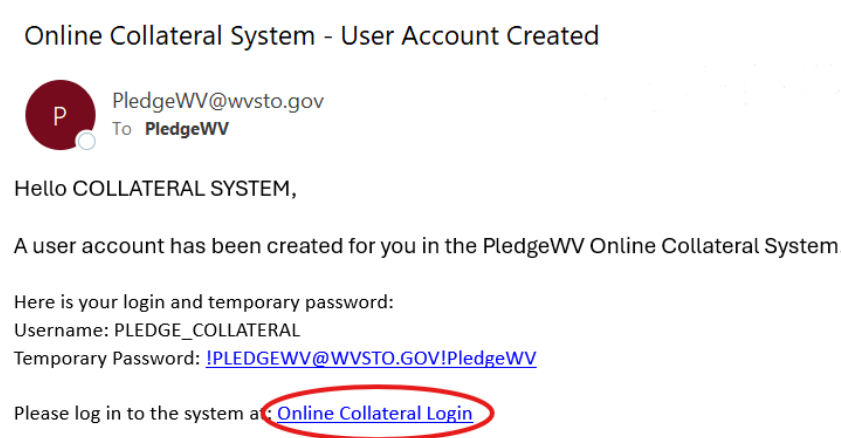 Online Collateral System - User Account Created
P
PledgeWV@wvsto.gov
To PledgeWV
Hello COLLATERAL SYSTEM,
A user account has been created for you in the PledgeWV Online Collateral System.
Here is your login and temporary password:
Username: PLEDGE_COLLATERAL
Temporary Password: !PLEDGEWV@WVSTO.GOV!PledgeWV
Please log in to the system at: Online Collateral Login